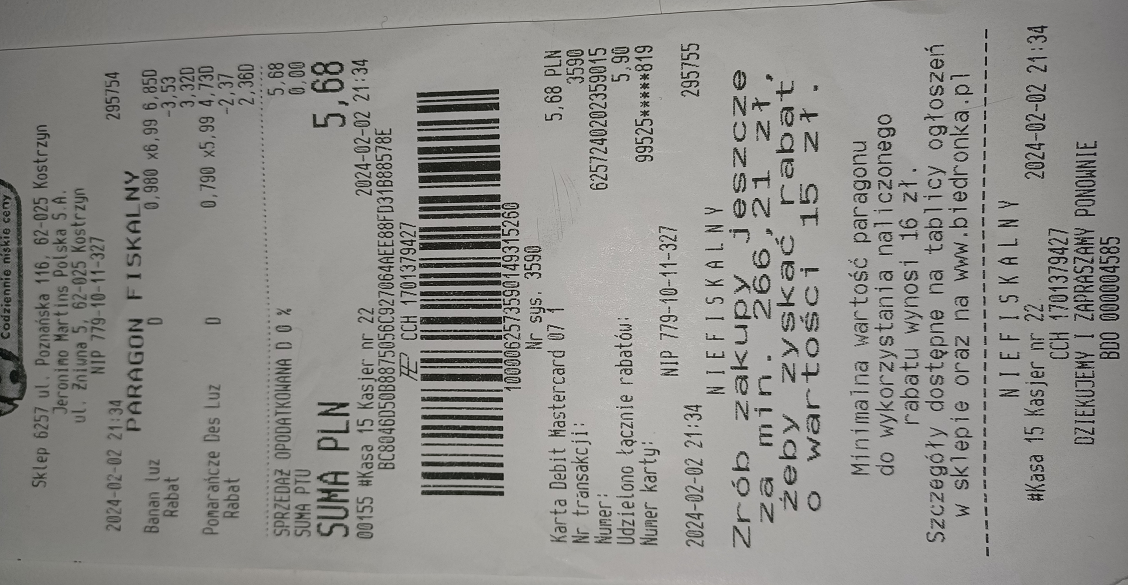 Codziennie niskie ceny
Sklep 6257 ul. Poznańska 116, 62-025 Kostrzyn
Jeronimo Martins Polska S.A.
ul. Żniwna 5, 62-025 Kostrzyn
NIP 779-10-11-327
2024-02-02 21:34 295754
PARAGON FISKALNY
Banan luz D 0,980 x6,99 6,85D
Rabat -3,53
3,32D
Pomarańcze Des Luz D 0,790 x5,99 4,73D
Rabat -2,37
2,36D
SPRZEDAŻ OPODATKOWANA D 0 % 5,68
SUMA PTU 0,00
SUMA PLN 5,68
00155 #Kasa 15 Kasjer nr 22 2024-02-02 21:34
BC8046D50B8875056C927064AEE88FD31B88578E
CCH 1701379427
1000062573590149315260
Nr sys. 3590
Karta Debit Mastercard 07 1 5,68 PLN
Nr transakcji: 3590
Numer: 6257240202359015
Udzielono łącznie rabatów: 5,90
Numer karty: 99525*****819
NIP 779-10-11-327
2024-02-02 21:34 295755
N I E F I S K A L N Y
Zrób zakupy jeszcze
za min. 266,21 zł,
żeby zyskać rabat
o wartości 15 zł.
Minimalna wartość paragonu
do wykorzystania naliczonego
rabatu wynosi 16 zł.
Szczegóły dostępne na tablicy ogłoszeń
w sklepie oraz na www.biedronka.pl
N I E F I S K A L N Y
#Kasa 15 Kasjer nr 22 2024-02-02 21:34
CCH 1701379427
DZIĘKUJEMY I ZAPRASZAMY PONOWNIE
BDO 000004585